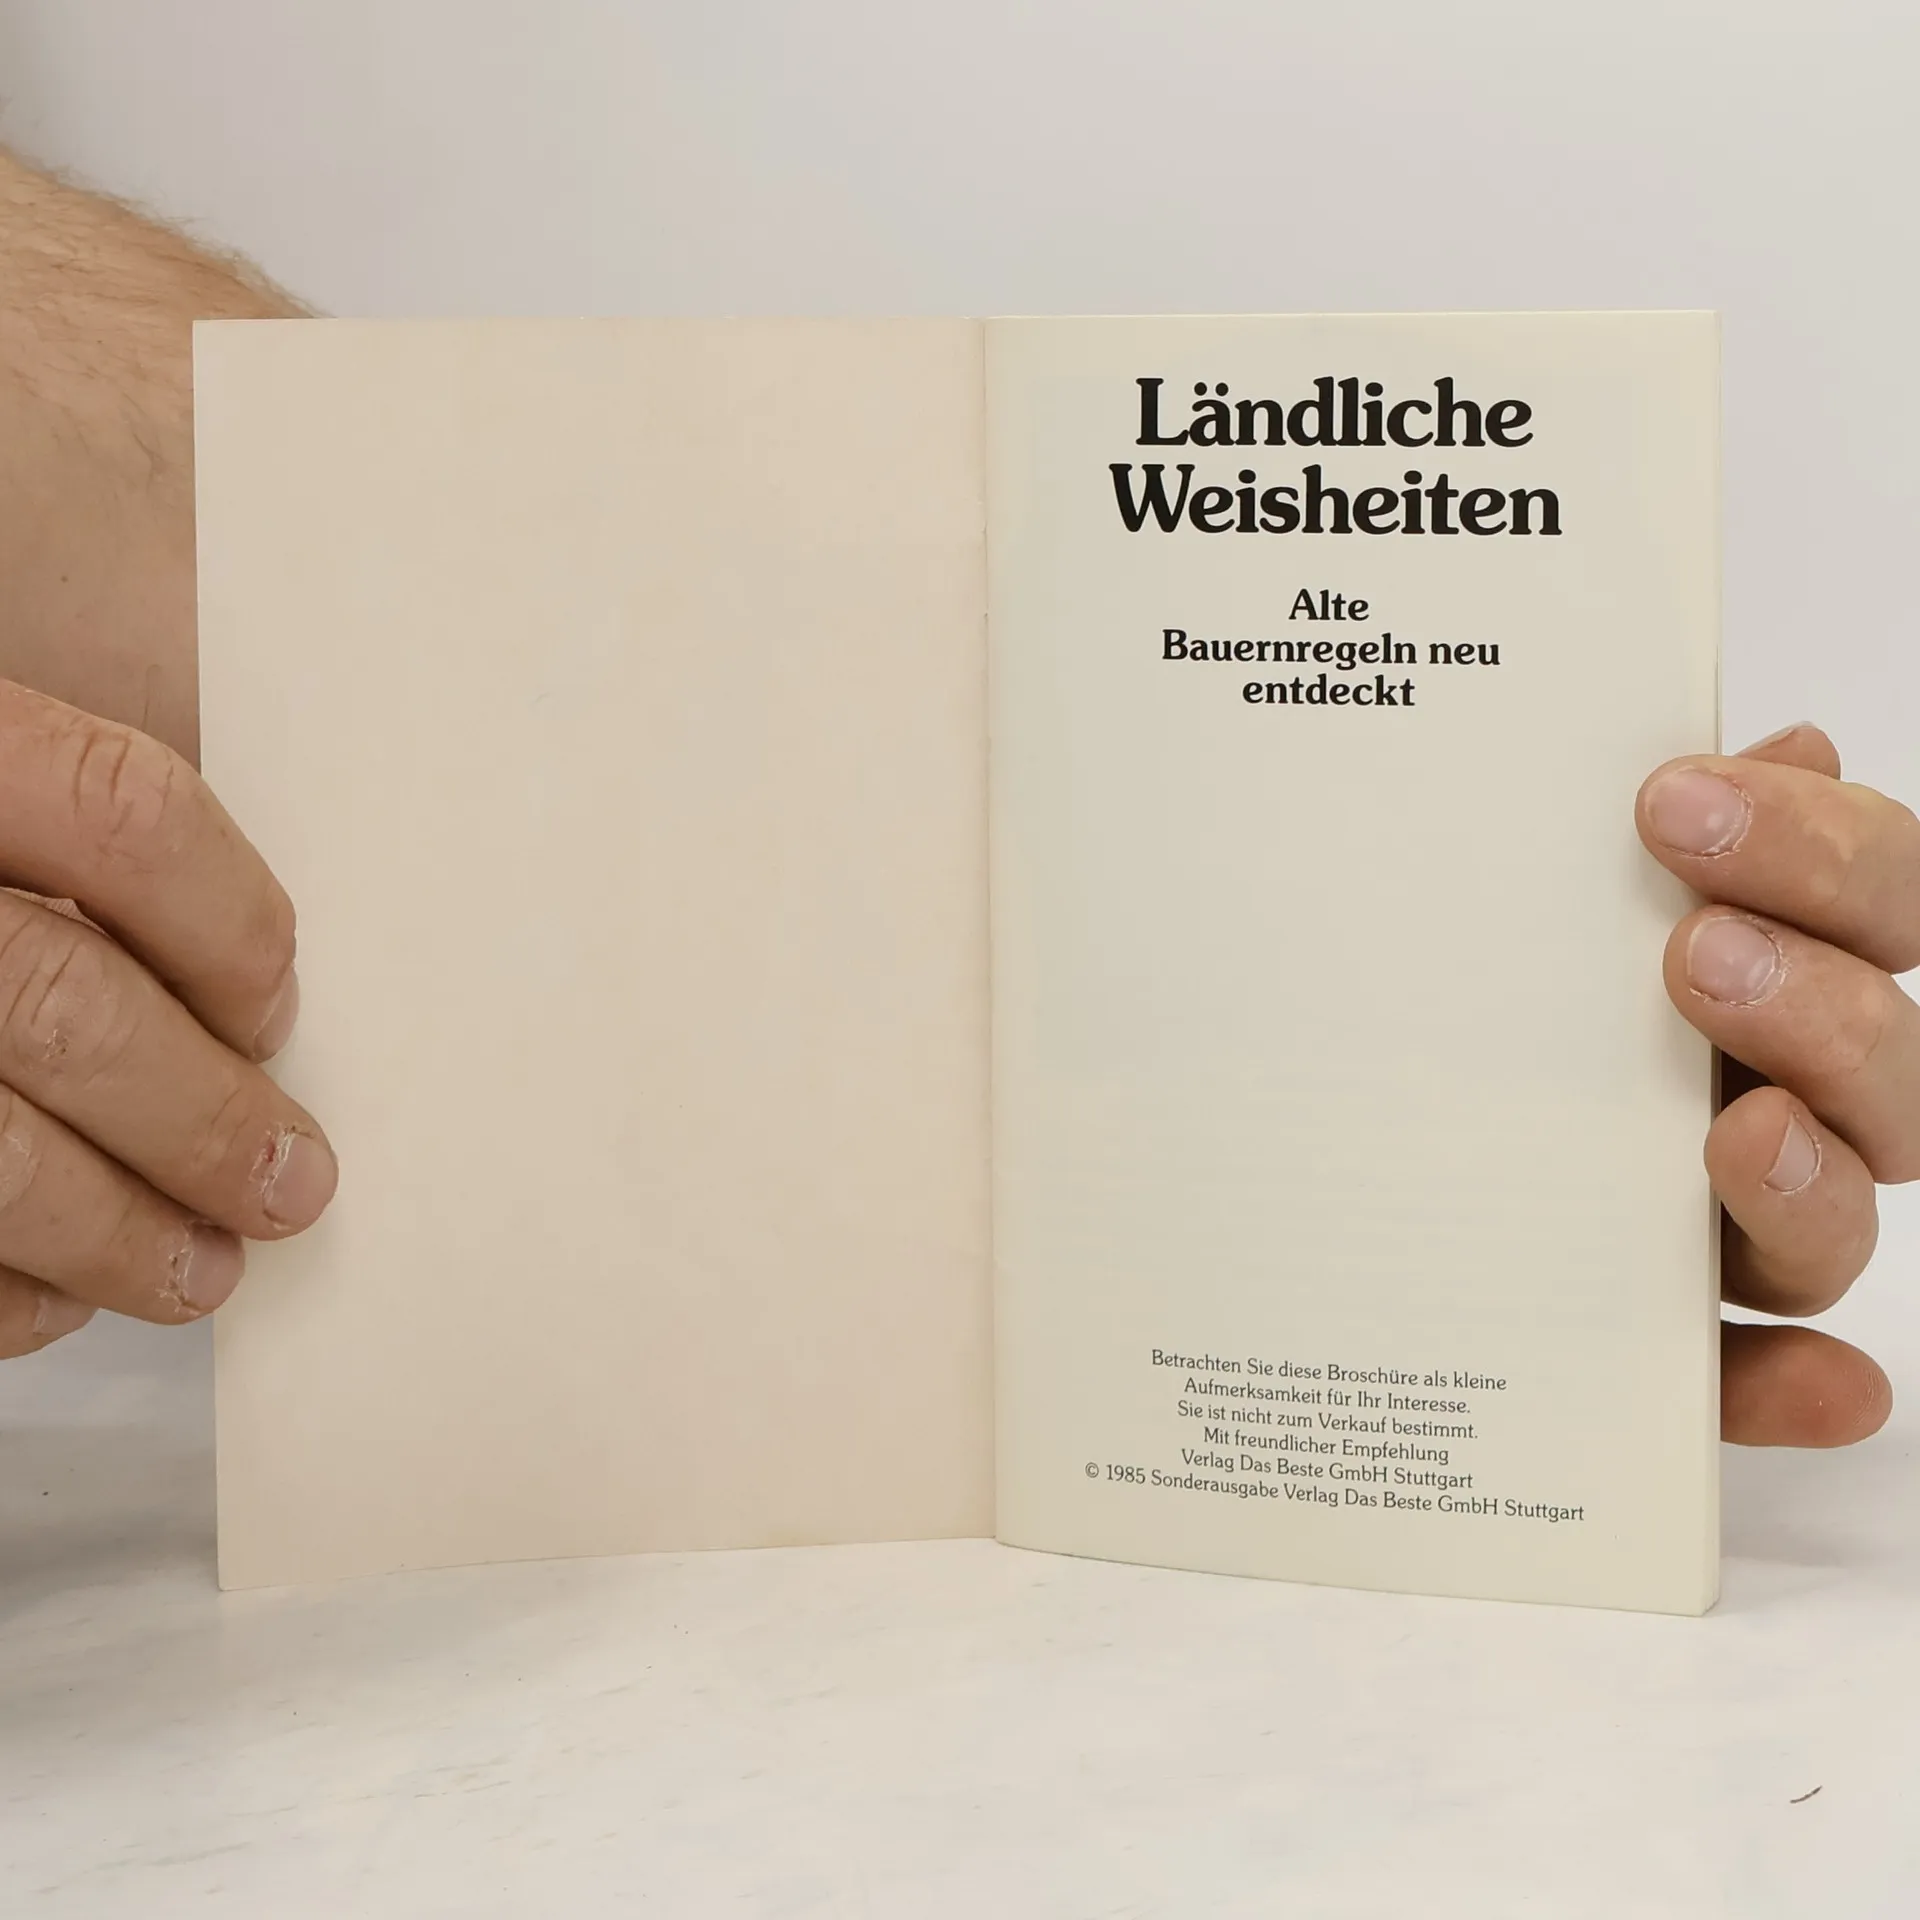 Ländliche
Weisheiten
Alte
Bauernregeln neu
entdeckt
Betrachten Sie diese Broschüre als kleine
Aufmerksamkeit für Ihr Interesse.
Sie ist nicht zum Verkauf bestimmt.
Mit freundlicher Empfehlung
Verlag Das Beste GmbH Stuttgart
© 1985 Sonderausgabe Verlag Das Beste GmbH Stuttgart